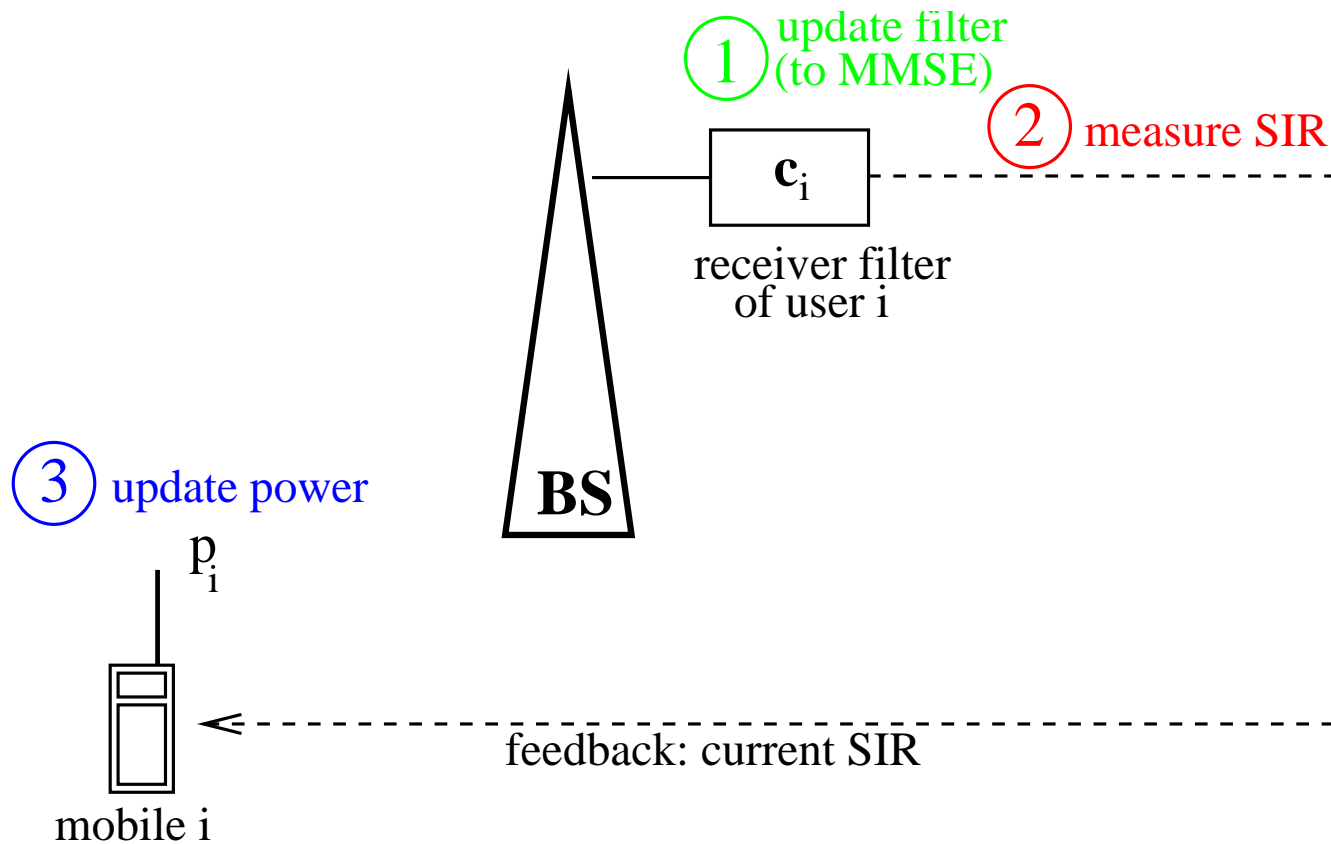 1
update filter
(to MMSE)
2
measure SIR
c_i
receiver filter
of user i
BS
3
update power
p_i
feedback: current SIR
mobile i